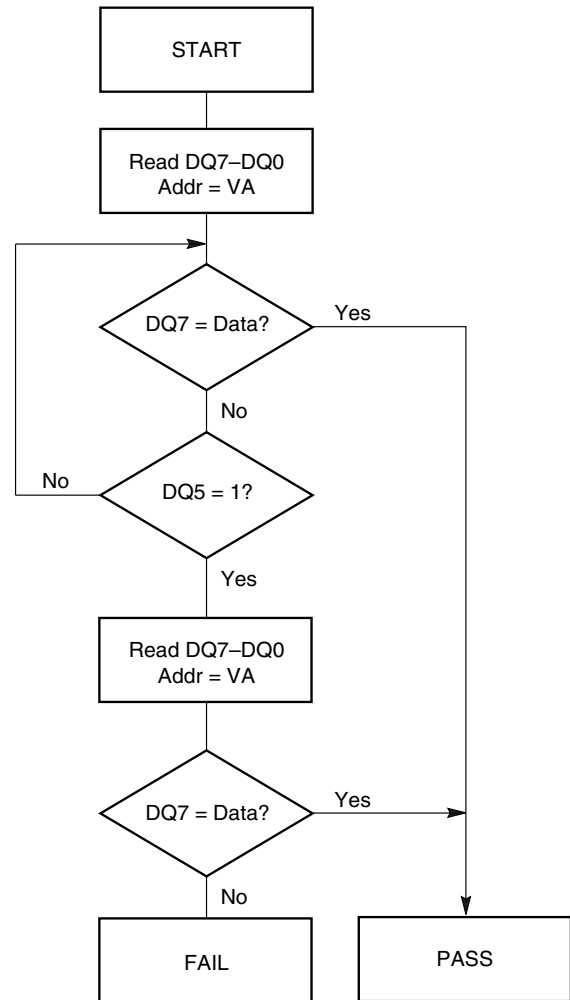 START
Read DQ7–DQ0
Addr = VA
DQ7 = Data?
Yes
No
DQ5 = 1?
No
Yes
Read DQ7–DQ0
Addr = VA
DQ7 = Data?
Yes
No
FAIL
PASS